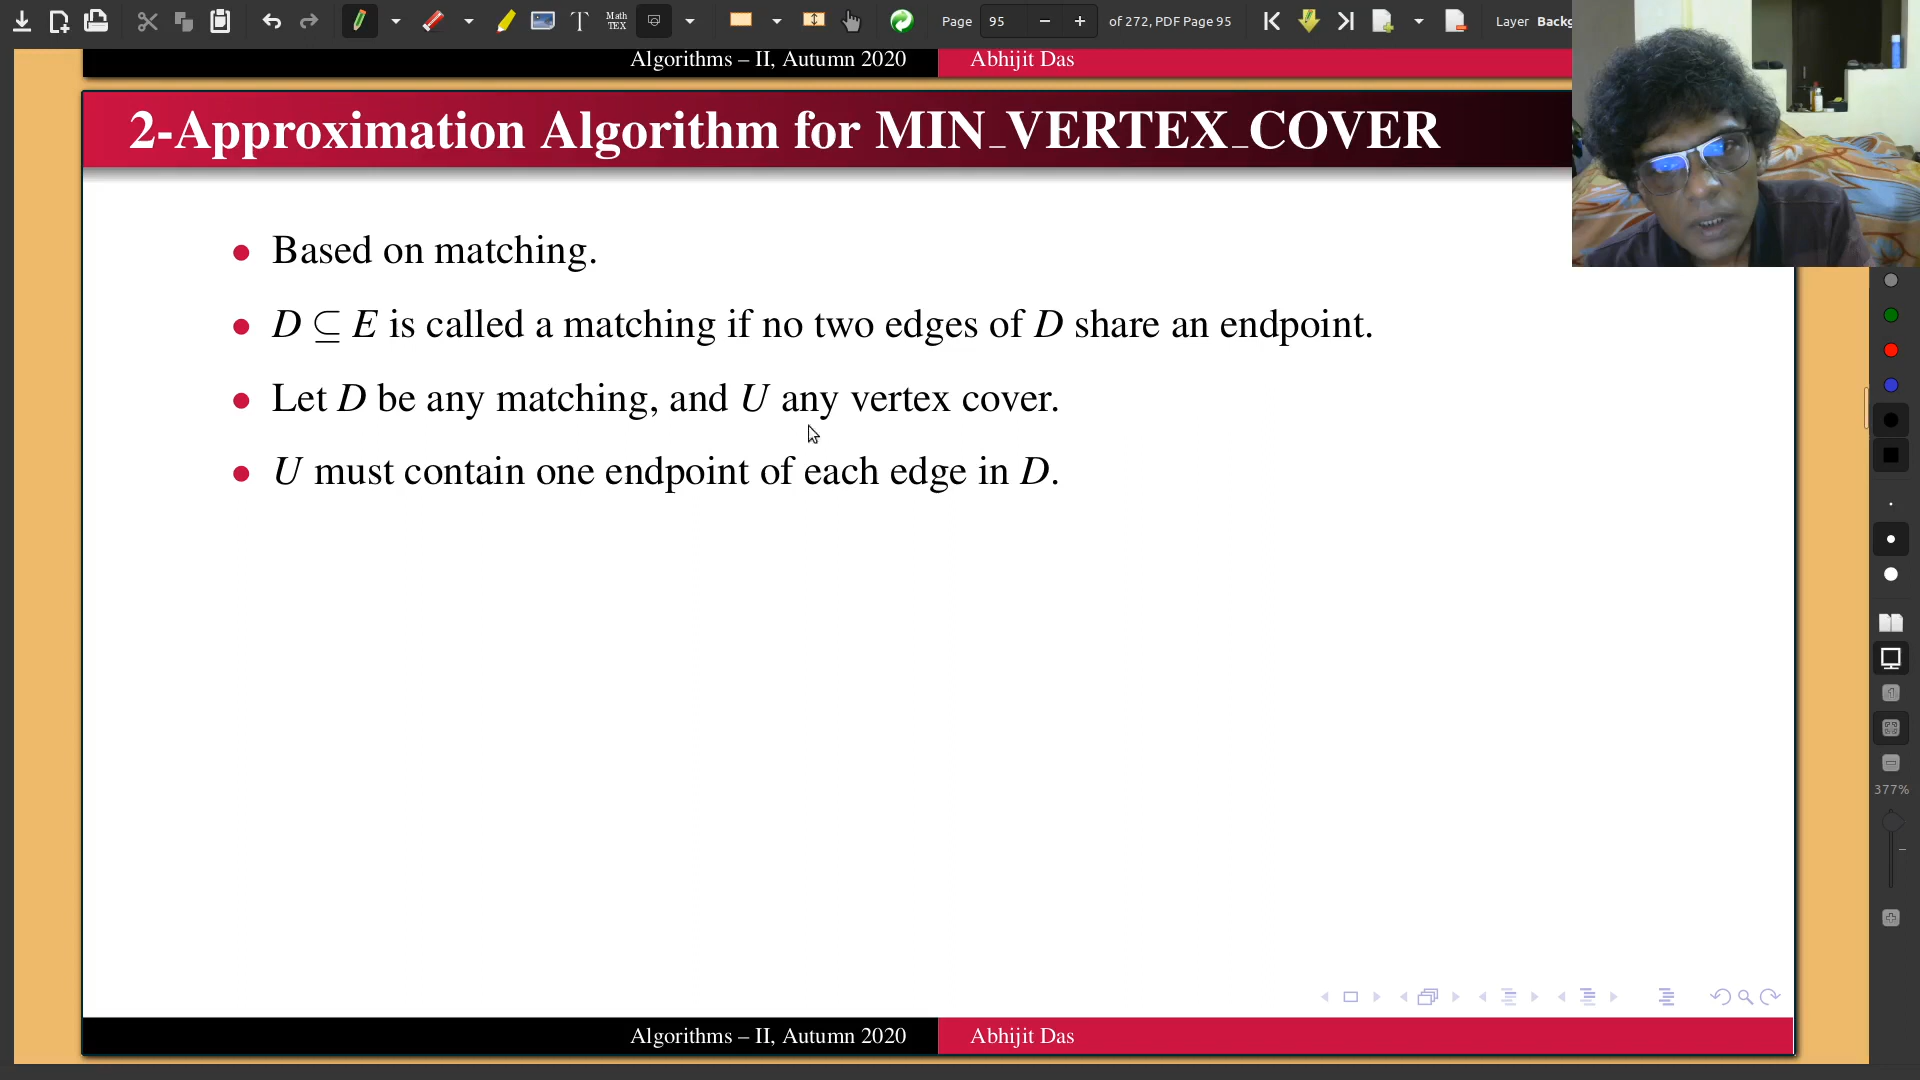 Page 95 of 272, PDF Page 95 Layer Backg
Math
TEX
Algorithms – II, Autumn 2020 Abhijit Das
2-Approximation Algorithm for MIN_VERTEX_COVER
• Based on matching.
• D ⊆ E is called a matching if no two edges of D share an endpoint.
• Let D be any matching, and U any vertex cover.
• U must contain one endpoint of each edge in D.
377%
Algorithms – II, Autumn 2020 Abhijit Das